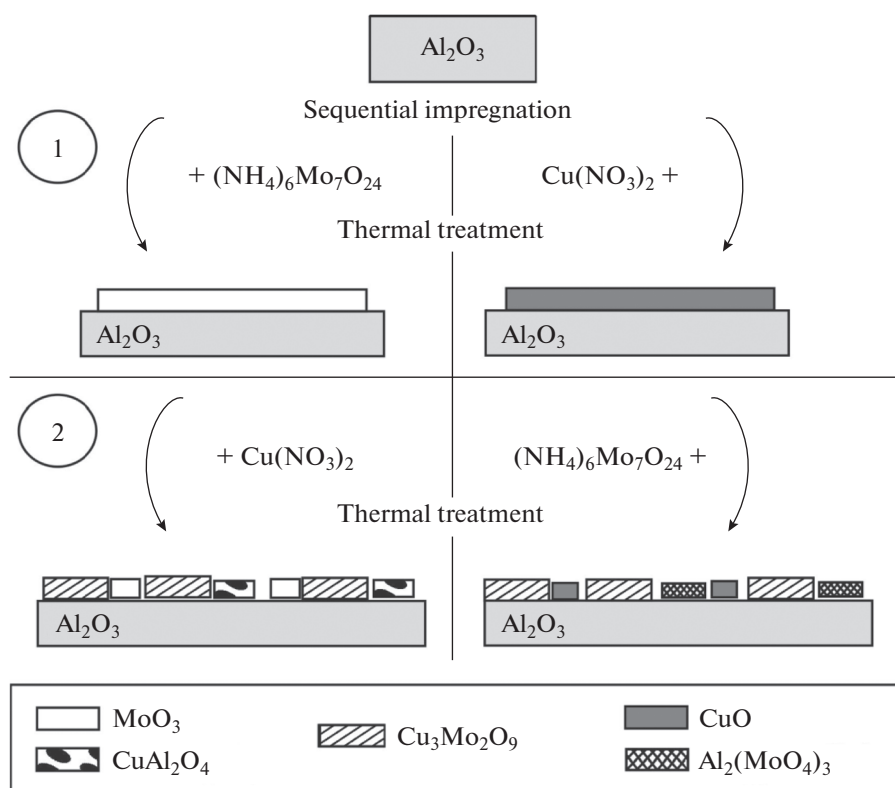 Al₂O₃
Sequential impregnation
1
+ (NH₄)₆Mo₇O₂₄
Cu(NO₃)₂ +
Thermal treatment
Al₂O₃
Al₂O₃
2
+ Cu(NO₃)₂
(NH₄)₆Mo₇O₂₄ +
Thermal treatment
Al₂O₃
Al₂O₃
MoO₃
Cu₃Mo₂O₉
CuO
CuAl₂O₄
Al₂(MoO₄)₃